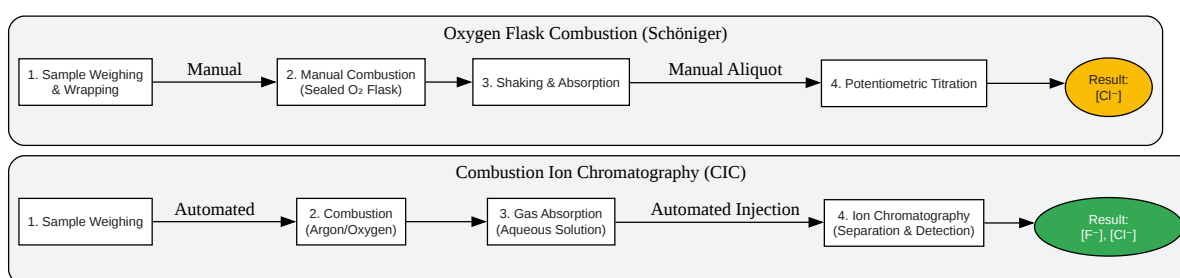 Oxygen Flask Combustion (Schöniger)
1. Sample Weighing
& Wrapping
Manual
2. Manual Combustion
(Sealed O₂ Flask)
3. Shaking & Absorption
Manual Aliquot
4. Potentiometric Titration
Result:
[Cl⁻]
Combustion Ion Chromatography (CIC)
1. Sample Weighing
Automated
2. Combustion
(Argon/Oxygen)
3. Gas Absorption
(Aqueous Solution)
Automated Injection
4. Ion Chromatography
(Separation & Detection)
Result:
[F⁻], [Cl⁻]